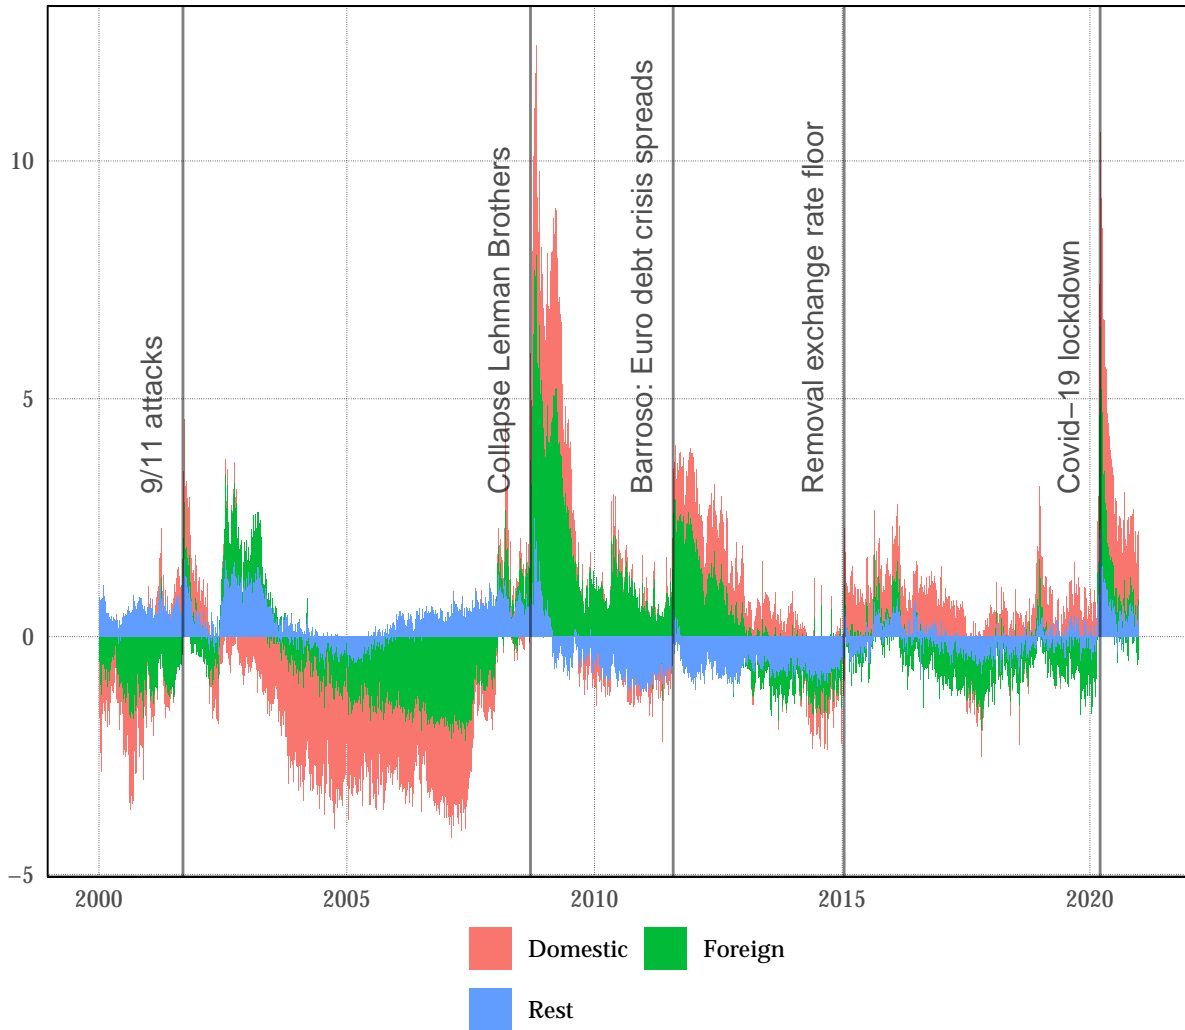 10
5
0
−5
9/11 attacks
Collapse Lehman Brothers
Barroso: Euro debt crisis spreads
Removal exchange rate floor
Covid−19 lockdown
2000
2005
2010
2015
2020
Domestic
Foreign
Rest